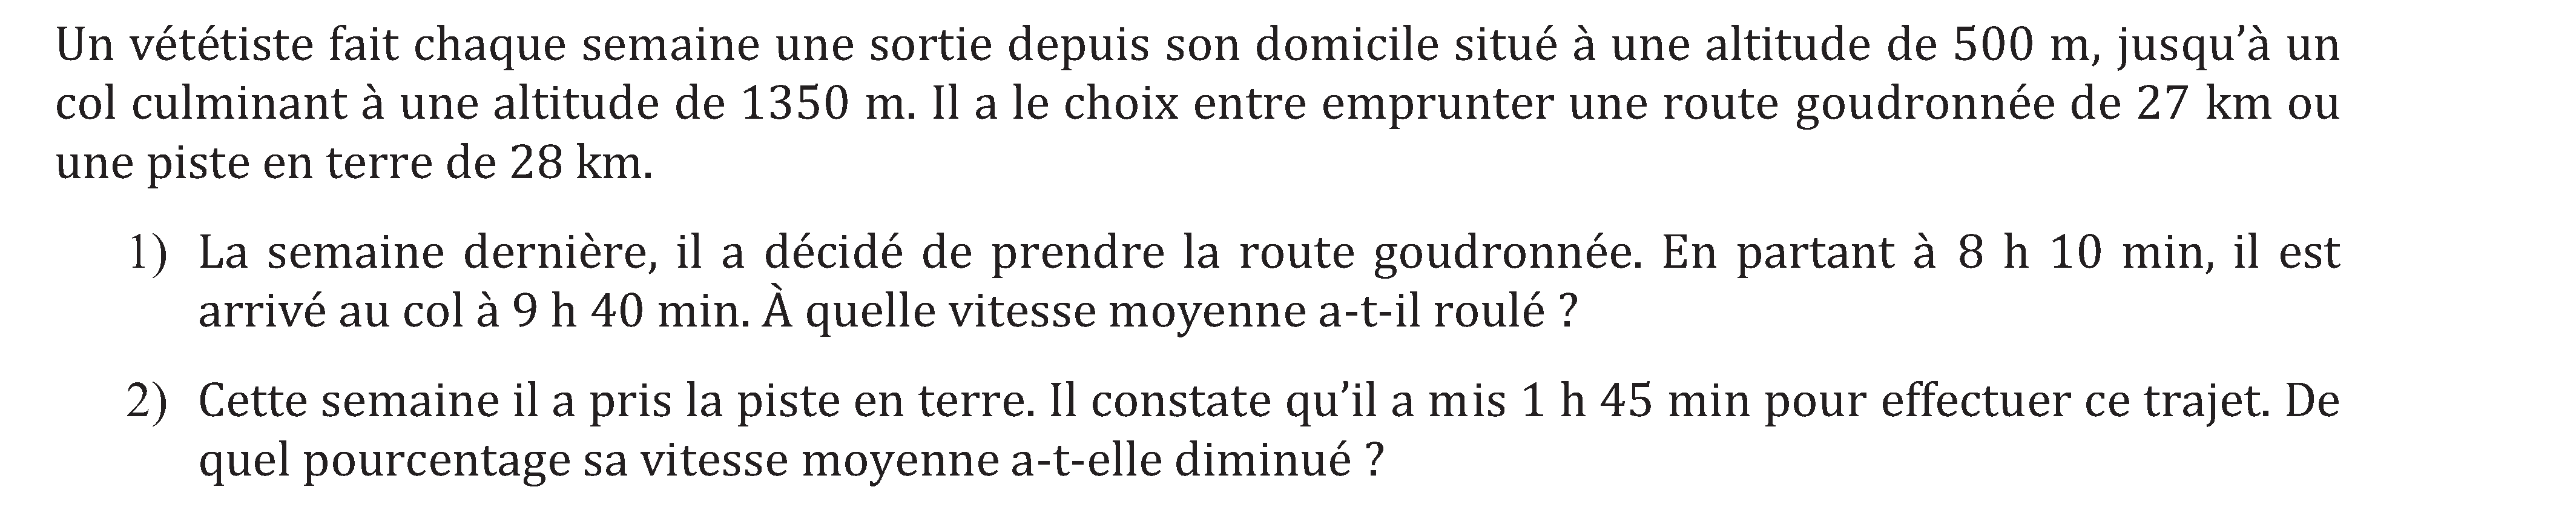 Un vététiste fait chaque semaine une sortie depuis son domicile situé à une altitude de 500 m, jusqu’à un
col culminant à une altitude de 1350 m. Il a le choix entre emprunter une route goudronnée de 27 km ou
une piste en terre de 28 km.
1) La semaine dernière, il a décidé de prendre la route goudronnée. En partant à 8 h 10 min, il est
arrivé au col à 9 h 40 min. À quelle vitesse moyenne a-t-il roulé ?
2) Cette semaine il a pris la piste en terre. Il constate qu’il a mis 1 h 45 min pour effectuer ce trajet. De
quel pourcentage sa vitesse moyenne a-t-elle diminué ?